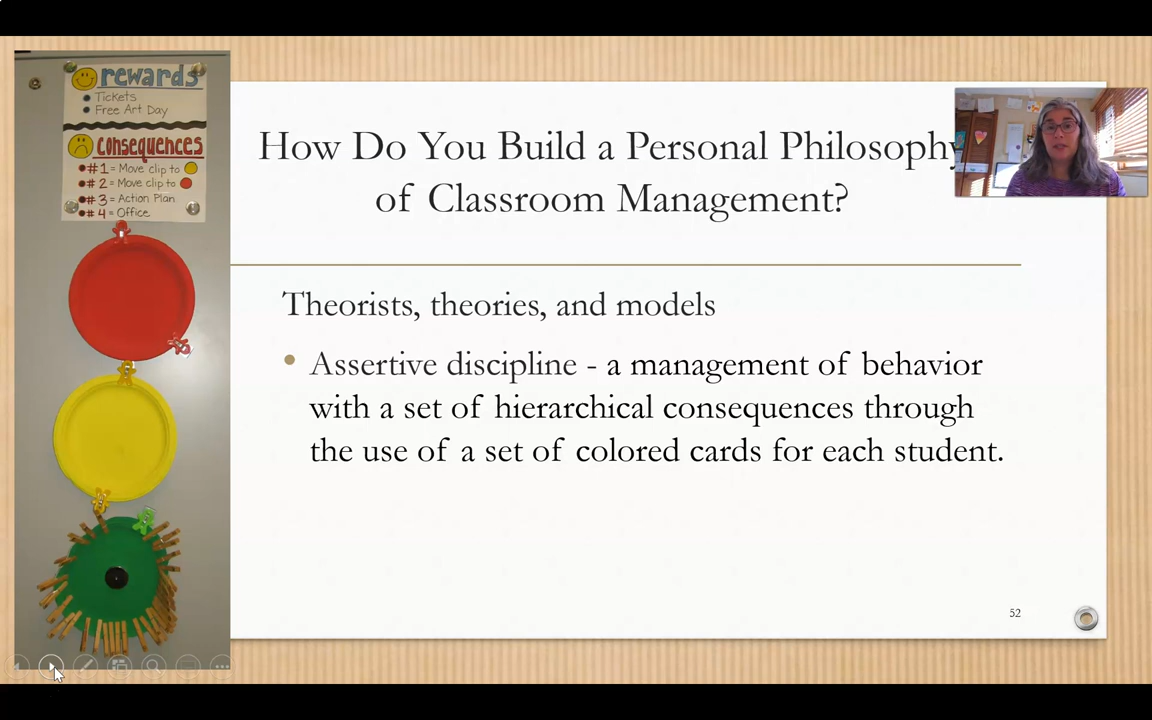 rewards
Tickets
Free Art Day
Consequences
#1 = Move clip to
#2 = Move clip to
#3 = Action Plan
#4 = Office
How Do You Build a Personal Philosophy
of Classroom Management?
Theorists, theories, and models
• Assertive discipline - a management of behavior
with a set of hierarchical consequences through
the use of a set of colored cards for each student.
52